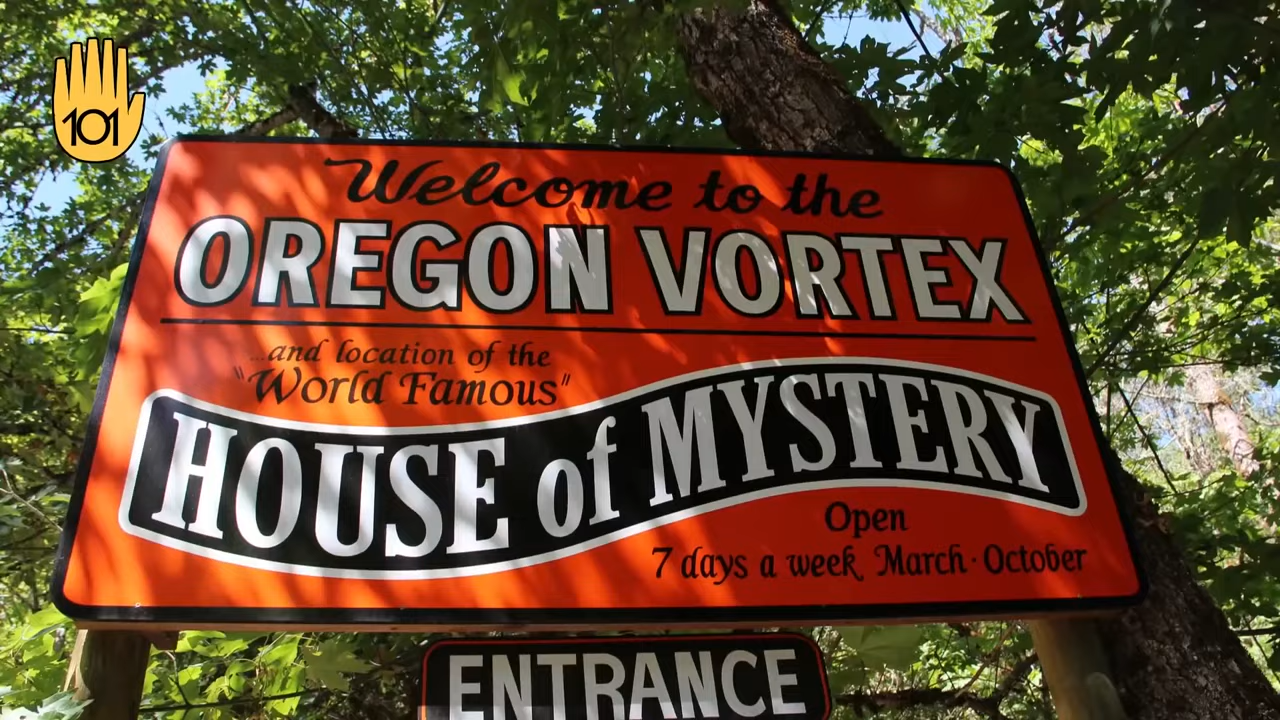 101
Welcome to the
OREGON VORTEX
...and location of the
"World Famous"
HOUSE of MYSTERY
Open
7 days a week March · October
ENTRANCE